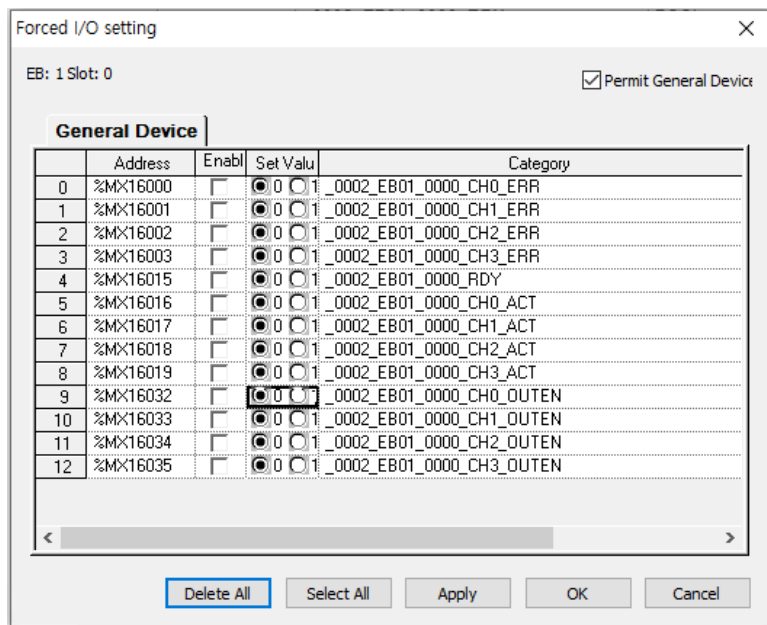 Forced I/O setting
EB: 1 Slot: 0
Permit General Device
General Device
Address Enabl Set Valu Category
0 %MX16000 0 1 _0002_EB01_0000_CH0_ERR
1 %MX16001 0 1 _0002_EB01_0000_CH1_ERR
2 %MX16002 0 1 _0002_EB01_0000_CH2_ERR
3 %MX16003 0 1 _0002_EB01_0000_CH3_ERR
4 %MX16015 0 1 _0002_EB01_0000_RDY
5 %MX16016 0 1 _0002_EB01_0000_CH0_ACT
6 %MX16017 0 1 _0002_EB01_0000_CH1_ACT
7 %MX16018 0 1 _0002_EB01_0000_CH2_ACT
8 %MX16019 0 1 _0002_EB01_0000_CH3_ACT
9 %MX16032 0 1 _0002_EB01_0000_CH0_OUTEN
10 %MX16033 0 1 _0002_EB01_0000_CH1_OUTEN
11 %MX16034 0 1 _0002_EB01_0000_CH2_OUTEN
12 %MX16035 0 1 _0002_EB01_0000_CH3_OUTEN
Delete All Select All Apply OK Cancel